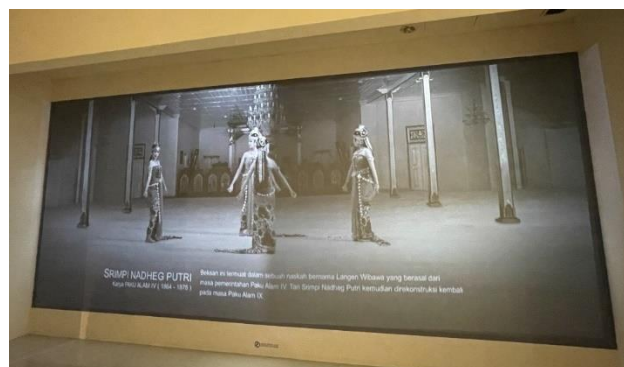 SRIMPI NADHEG PUTRI
Karya PAKU ALAM IV ( 1864 - 1878 )
Beksan ini termuat dalam sebuah naskah bernama Langen Wibawa yang berasal dari
masa pemerintahan Paku Alam IV. Tari Srimpi Nadheg Putri kemudian direkonstruksi kembali
pada masa Paku Alam IX.